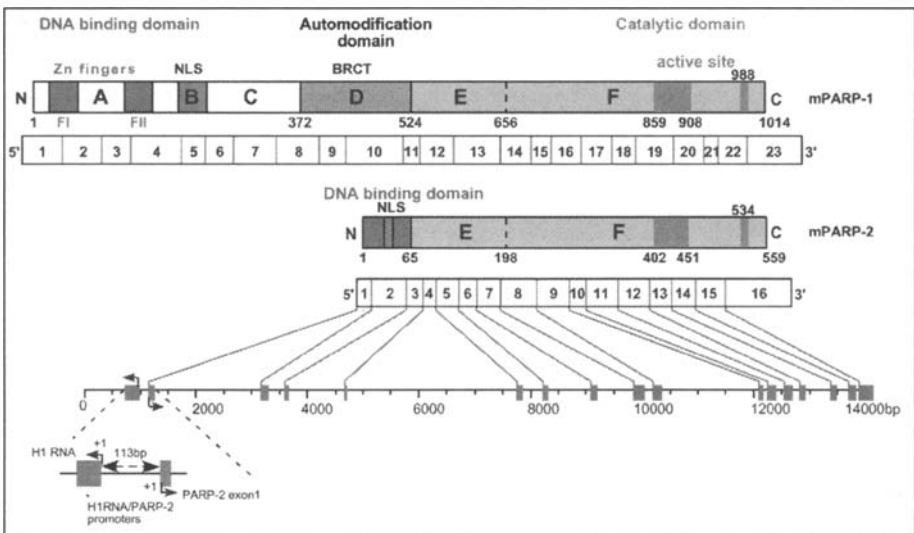 DNA binding domain Automodification domain Catalytic domain
Zn fingers NLS BRCT active site 988
N A B C D E F C mPARP-1
1 FI FII 372 524 656 859 908 1014
5' 1 2 3 4 5 6 7 8 9 10 11 12 13 14 15 16 17 18 19 20 21 22 23 3'
DNA binding domain
NLS 534
N E F C mPARP-2
1 65 198 402 451 559
5' 1 2 3 4 5 6 7 8 9 10 11 12 13 14 15 16 3'
0 2000 4000 6000 8000 10000 12000 14000bp
H1 RNA +1 113bp
+1 PARP-2 exon1
H1RNA/PARP-2
promoters